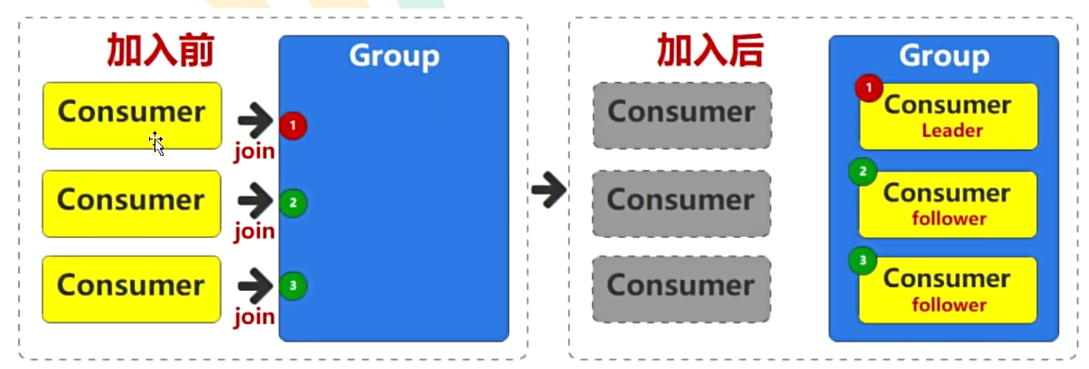 加入前
Group
Consumer
join
1
Consumer
join
2
Consumer
join
3
加入后
Consumer
Consumer
Consumer
Group
1
Consumer
Leader
2
Consumer
follower
3
Consumer
follower